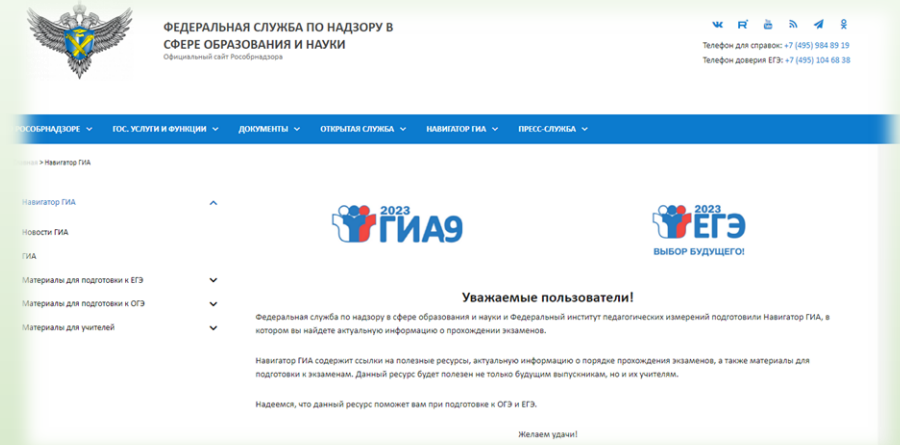 ФЕДЕРАЛЬНАЯ СЛУЖБА ПО НАДЗОРУ В
СФЕРЕ ОБРАЗОВАНИЯ И НАУКИ
Официальный сайт Рособрнадзора
Телефон для справок: +7 (495) 984 89 19
Телефон доверия ЕГЭ: +7 (495) 104 68 38
РОСОБРНАДЗОРЕ ГОС. УСЛУГИ И ФУНКЦИИ ДОКУМЕНТЫ ОТКРЫТАЯ СЛУЖБА НАВИГАТОР ГИА ПРЕСС-СЛУЖБА
> Навигатор ГИА
Навигатор ГИА
Новости ГИА
ГИА
Материалы для подготовки к ЕГЭ
Материалы для подготовки к ОГЭ
Материалы для учителей
2023
ГИА9
2023
ЕГЭ
ВЫБОР БУДУЩЕГО!
Уважаемые пользователи!
Федеральная служба по надзору в сфере образования и науки и Федеральный институт педагогических измерений подготовили Навигатор ГИА, в
котором вы найдете актуальную информацию о прохождении экзаменов.
Навигатор ГИА содержит ссылки на полезные ресурсы, актуальную информацию о порядке прохождения экзаменов, а также материалы для
подготовки к экзаменам. Данный ресурс будет полезен не только будущим выпускникам, но и их учителям.
Надеемся, что данный ресурс поможет вам при подготовке к ОГЭ и ЕГЭ.
Желаем удачи!